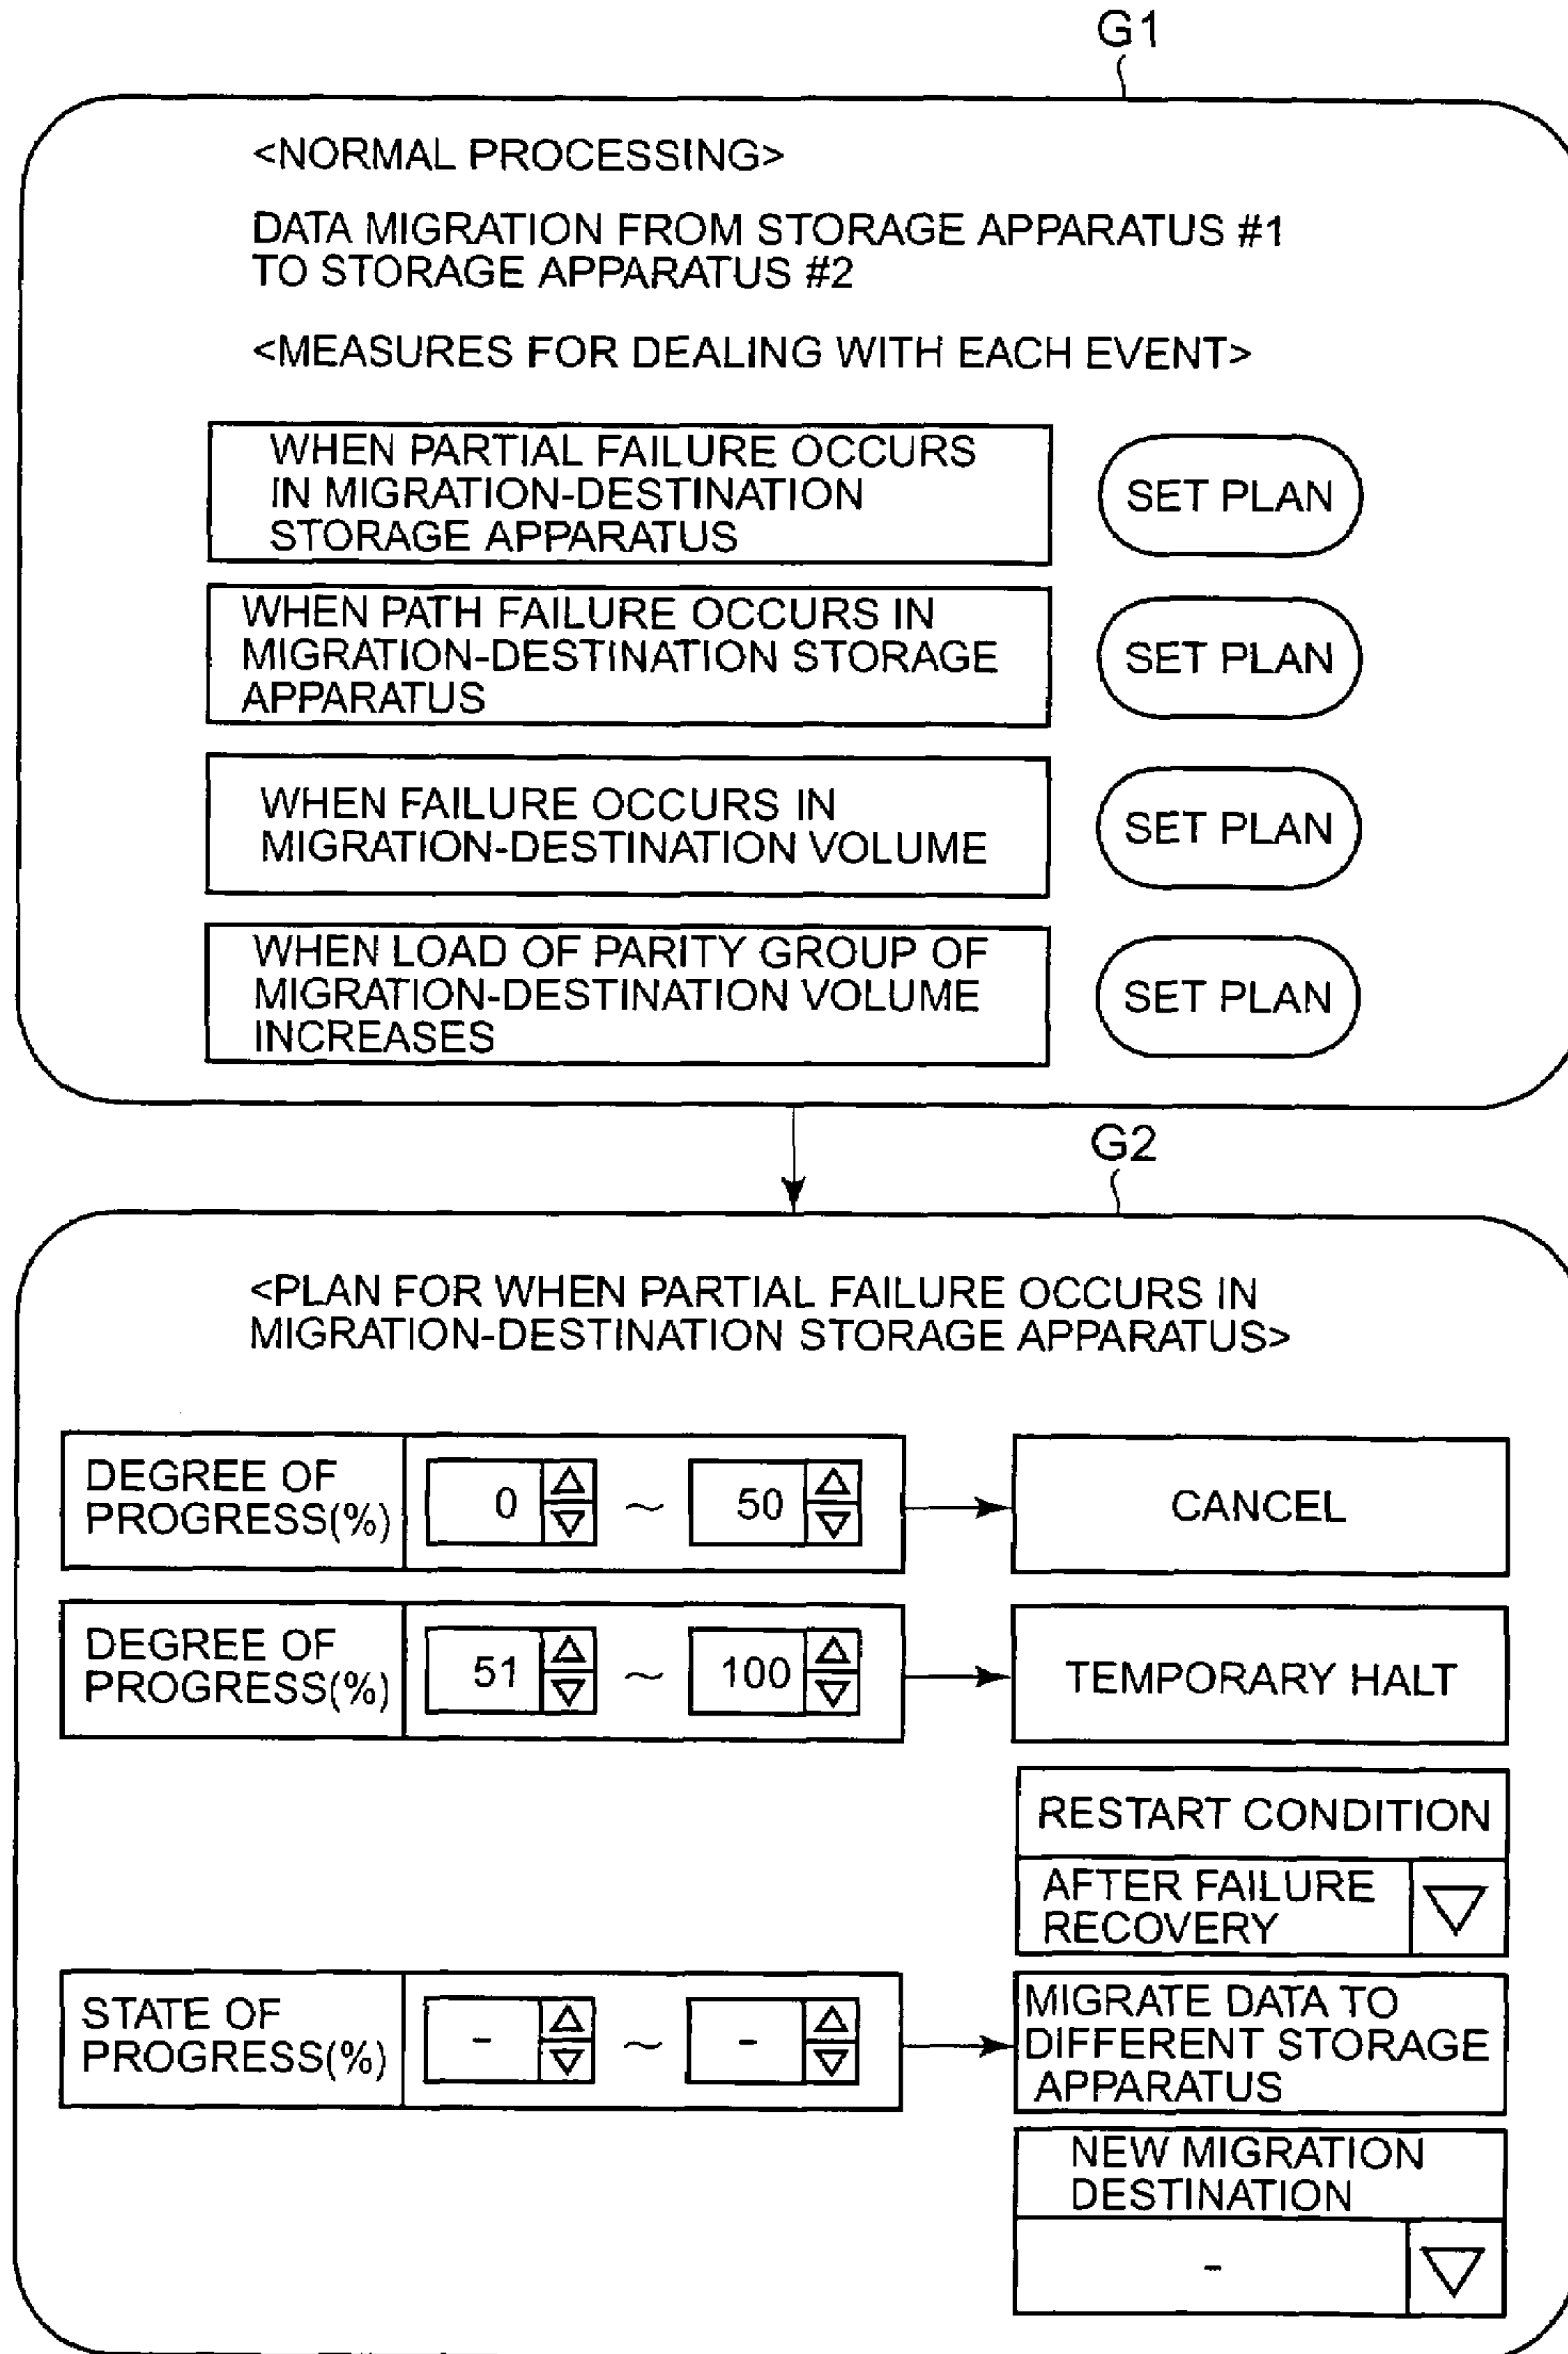 G1
<NORMAL PROCESSING>
DATA MIGRATION FROM STORAGE APPARATUS #1
TO STORAGE APPARATUS #2
<MEASURES FOR DEALING WITH EACH EVENT>
WHEN PARTIAL FAILURE OCCURS
IN MIGRATION-DESTINATION
STORAGE APPARATUS
SET PLAN
WHEN PATH FAILURE OCCURS IN
MIGRATION-DESTINATION STORAGE
APPARATUS
SET PLAN
WHEN FAILURE OCCURS IN
MIGRATION-DESTINATION VOLUME
SET PLAN
WHEN LOAD OF PARITY GROUP OF
MIGRATION-DESTINATION VOLUME
INCREASES
SET PLAN
G2
<PLAN FOR WHEN PARTIAL FAILURE OCCURS IN
MIGRATION-DESTINATION STORAGE APPARATUS>
DEGREE OF
PROGRESS(%)
0 ~ 50
CANCEL
DEGREE OF
PROGRESS(%)
51 ~ 100
TEMPORARY HALT
RESTART CONDITION
AFTER FAILURE
RECOVERY
STATE OF
PROGRESS(%)
- ~ -
MIGRATE DATA TO
DIFFERENT STORAGE
APPARATUS
NEW MIGRATION
DESTINATION
-